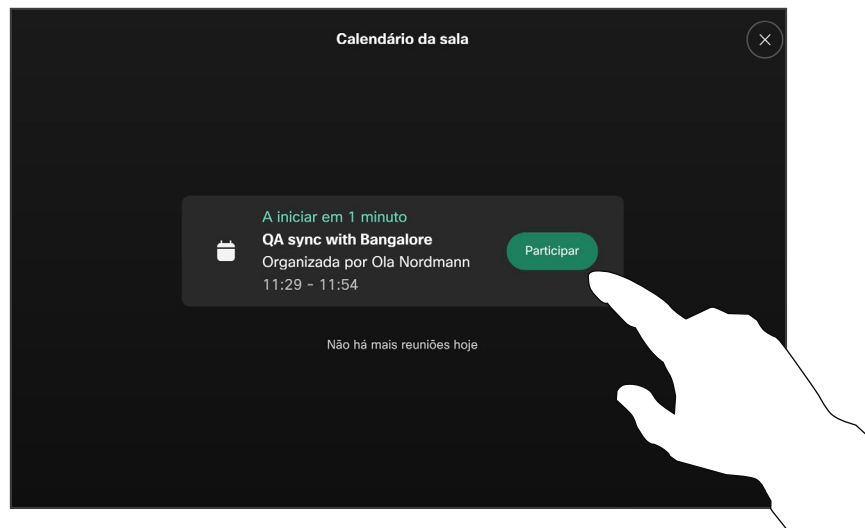 Calendário da sala
A iniciar em 1 minuto
QA sync with Bangalore
Organizada por Ola Nordmann
11:29 - 11:54
Participar
Não há mais reuniões hoje